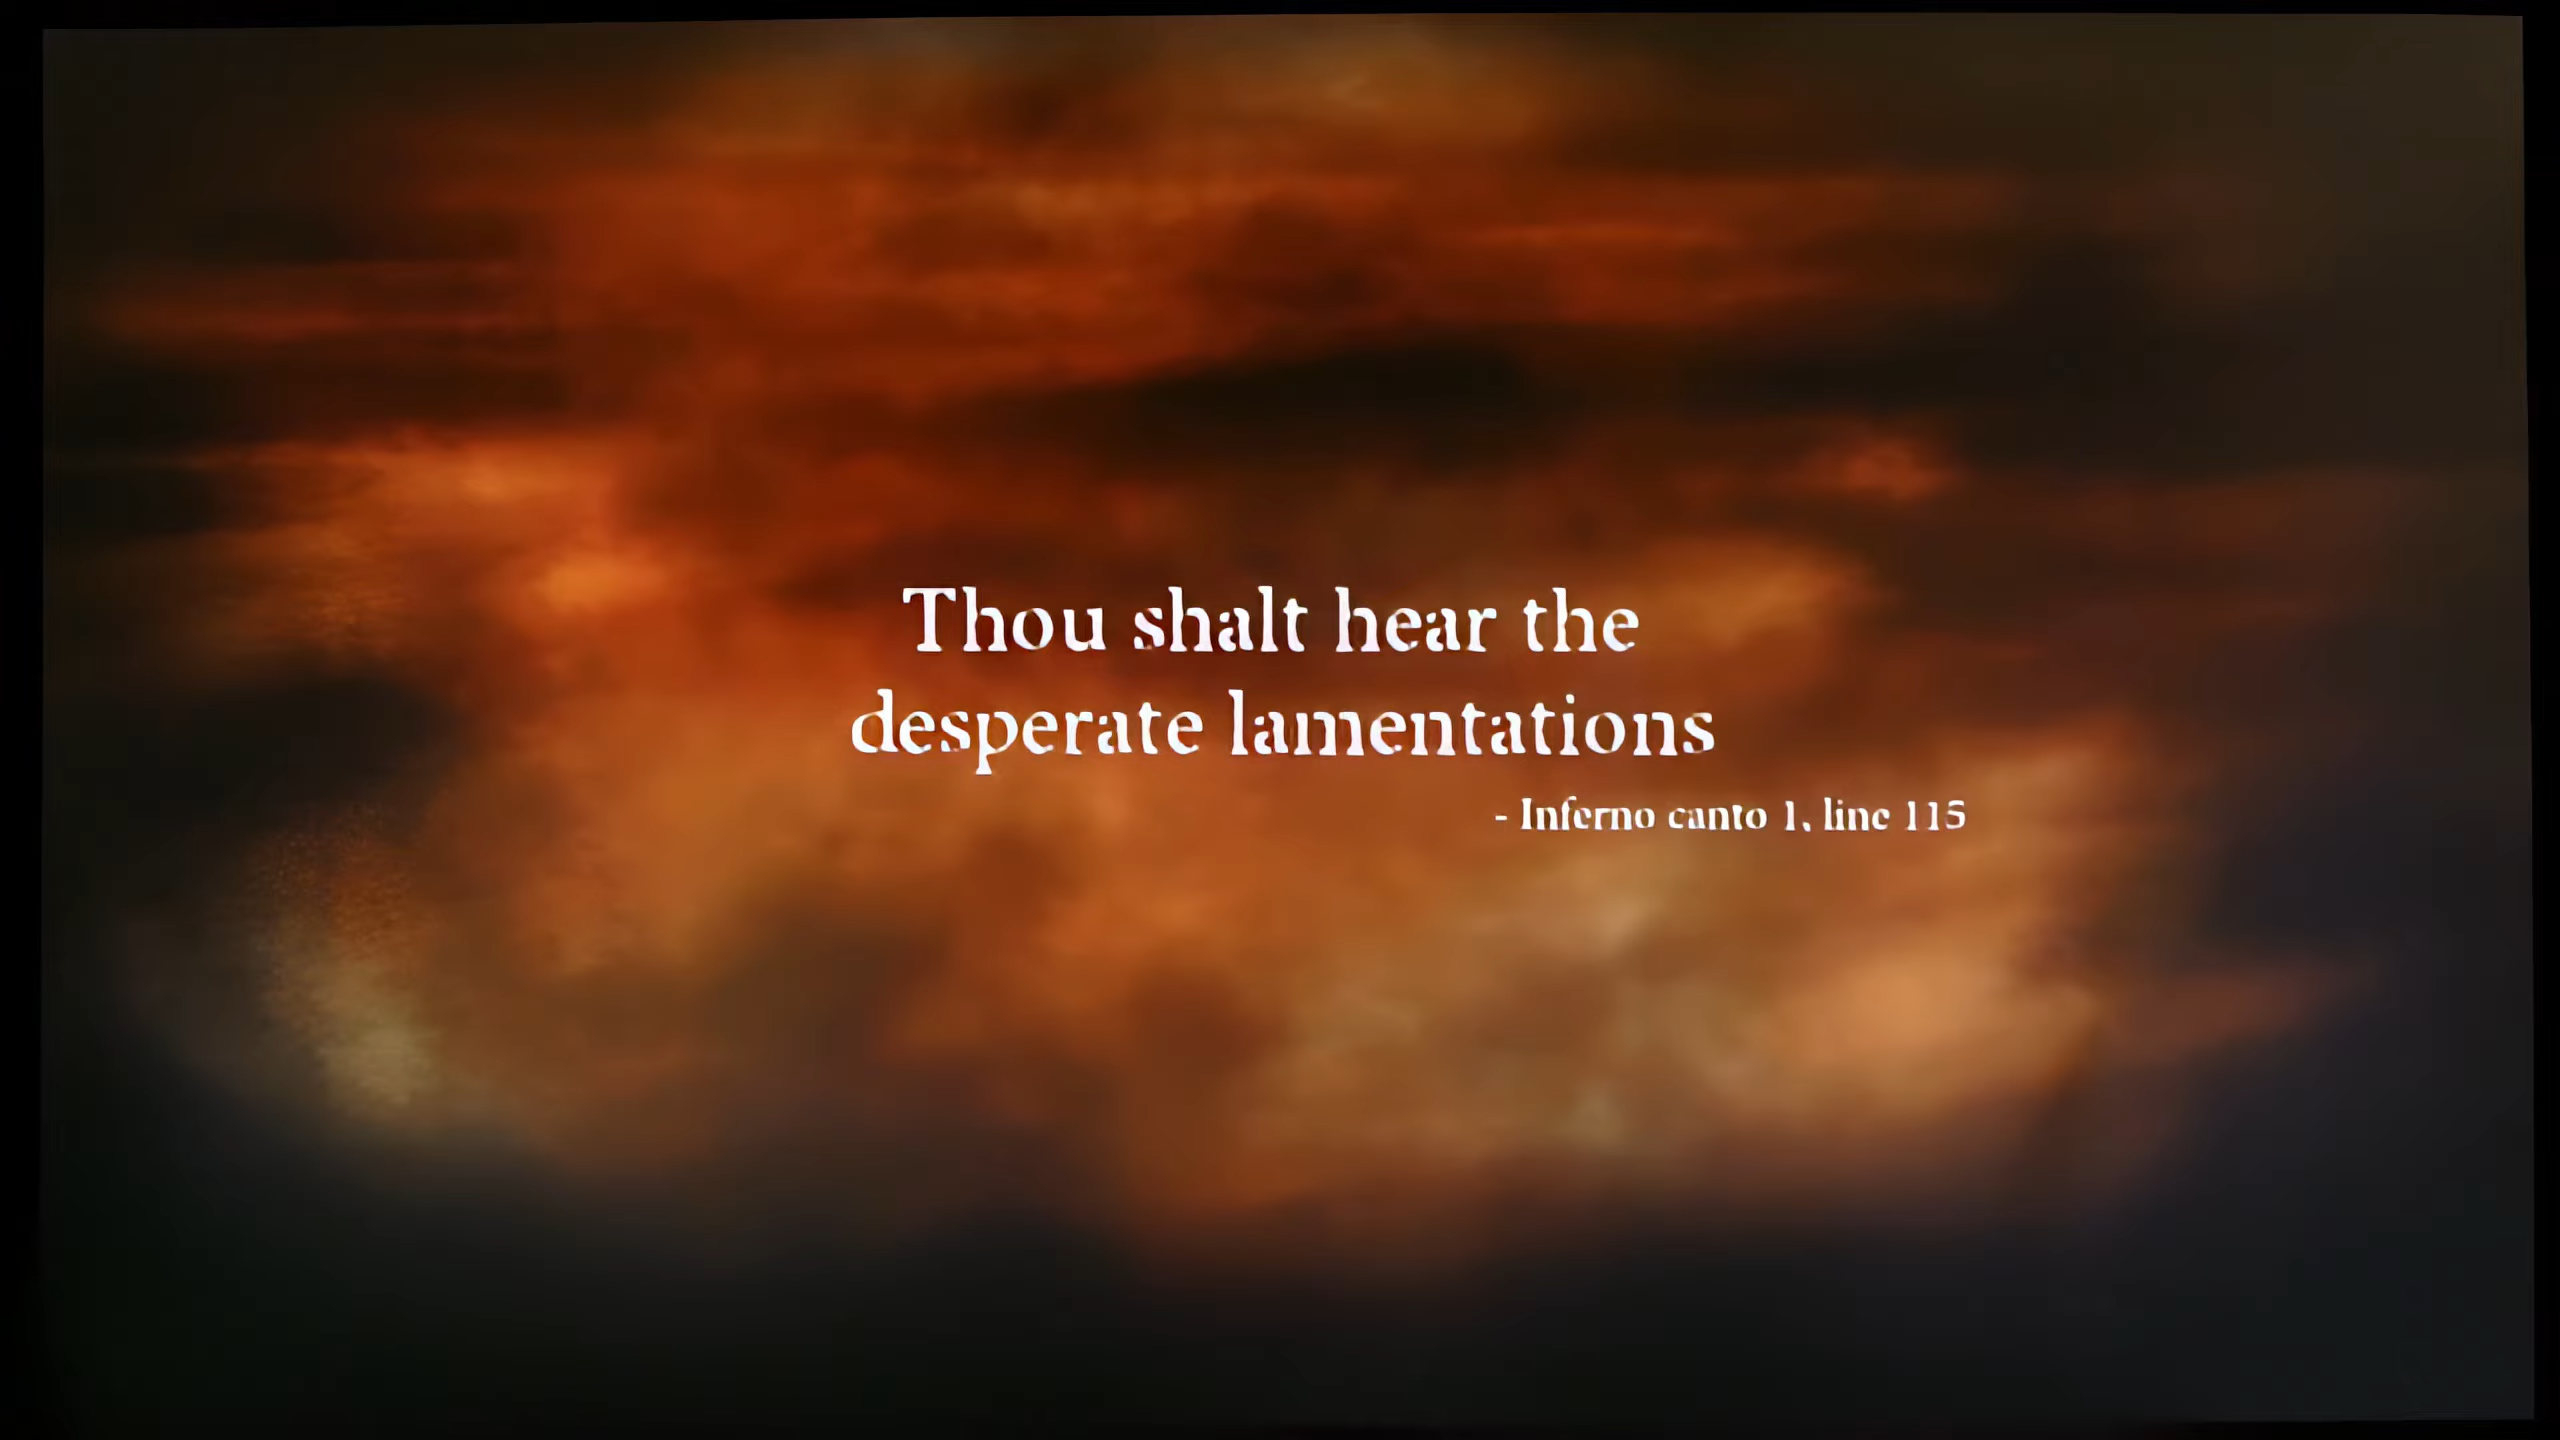 Thou shalt hear the
desperate lamentations
- Inferno canto 1, line 115